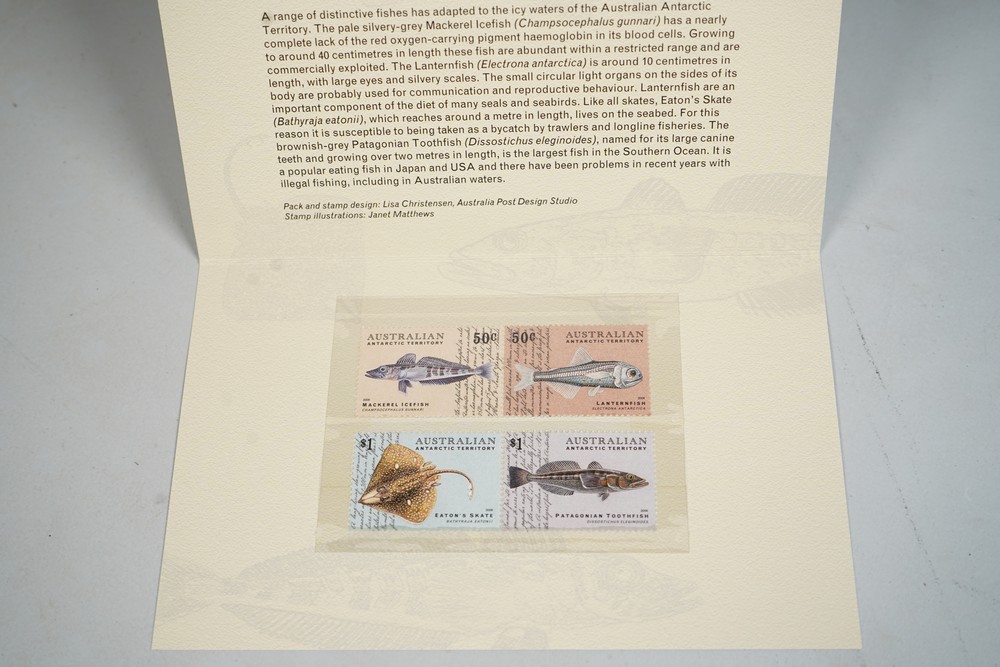 A range of distinctive fishes has adapted to the icy waters of the Australian Antarctic
Territory. The pale silvery-grey Mackerel Icefish (Champsocephalus gunnari) has a nearly
complete lack of the red oxygen-carrying pigment haemoglobin in its blood cells. Growing
to around 40 centimetres in length these fish are abundant within a restricted range and are
commercially exploited. The Lanternfish (Electrona antarctica) is around 10 centimetres in
length, with large eyes and silvery scales. The small circular light organs on the sides of its
body are probably used for communication and reproductive behaviour. Lanternfish are an
important component of the diet of many seals and seabirds. Like all skates, Eaton's Skate
(Bathyraja eatonii), which reaches around a metre in length, lives on the seabed. For this
reason it is susceptible to being taken as a bycatch by trawlers and longline fisheries. The
brownish-grey Patagonian Toothfish (Dissostichus eleginoides), named for its large canine
teeth and growing over two metres in length, is the largest fish in the Southern Ocean. It is
a popular eating fish in Japan and USA and there have been problems in recent years with
illegal fishing, including in Australian waters.
Pack and stamp design: Lisa Christensen, Australia Post Design Studio
Stamp illustrations: Janet Matthews
AUSTRALIAN
ANTARCTIC TERRITORY
50c
MACKEREL ICEFISH
CHAMPSOCEPHALUS GUNNARI
50c
AUSTRALIAN
ANTARCTIC TERRITORY
LANTERNFISH
ELECTRONA ANTARCTICA
$1
AUSTRALIAN
ANTARCTIC TERRITORY
EATON'S SKATE
BATHYRAJA EATONII
$1
AUSTRALIAN
ANTARCTIC TERRITORY
PATAGONIAN TOOTHFISH
DISSOSTICHUS ELEGINOIDES